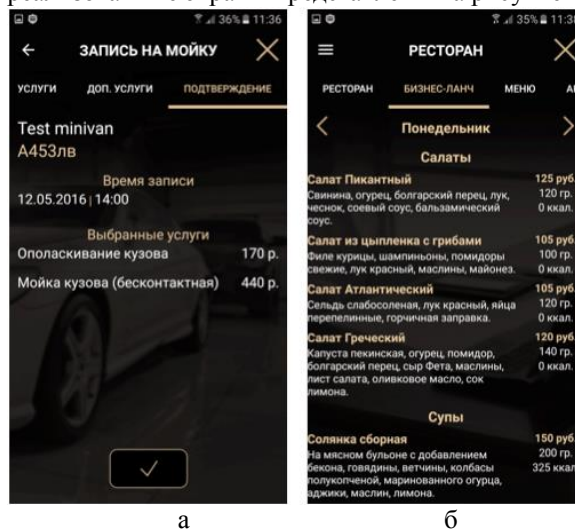 36% 11:36
ЗАПИСЬ НА МОЙКУ
УСЛУГИ ДОП. УСЛУГИ ПОДТВЕРЖДЕНИЕ
Test minivan
А453лв
Время записи
12.05.2016 | 14:00
Выбранные услуги
Ополаскивание кузова 170 р.
Мойка кузова (бесконтактная) 440 р.
а
35% 11:38
РЕСТОРАН
РЕСТОРАН БИЗНЕС-ЛАНЧ МЕНЮ
Понедельник
Салаты
Салат Пикантный 125 руб.
Свинина, огурец, болгарский перец, лук, 120 гр.
чеснок, соевый соус, бальзамический 0 ккал.
соус.
Салат из цыпленка с грибами 105 руб.
Филе курицы, шампиньоны, помидоры 100 гр.
свежие, лук красный, маслины, майонез. 0 ккал.
Салат Атлантический 105 руб.
Сельдь слабосоленая, лук красный, яйца 120 гр.
перепелинные, горчичная заправка. 0 ккал.
Салат Греческий 120 руб.
Капуста пекинская, огурец, помидор, 140 гр.
болгарский перец, сыр Фета, маслины, 0 ккал.
лист салата, оливковое масло, сок
лимона.
Супы
Солянка сборная 150 руб.
На мясном бульоне с добавлением 200 гр.
бекона, говядины, ветчины, колбасы 325 ккал
полукопченой, маринованного огурца,
аджики, маслин, лимона.
б